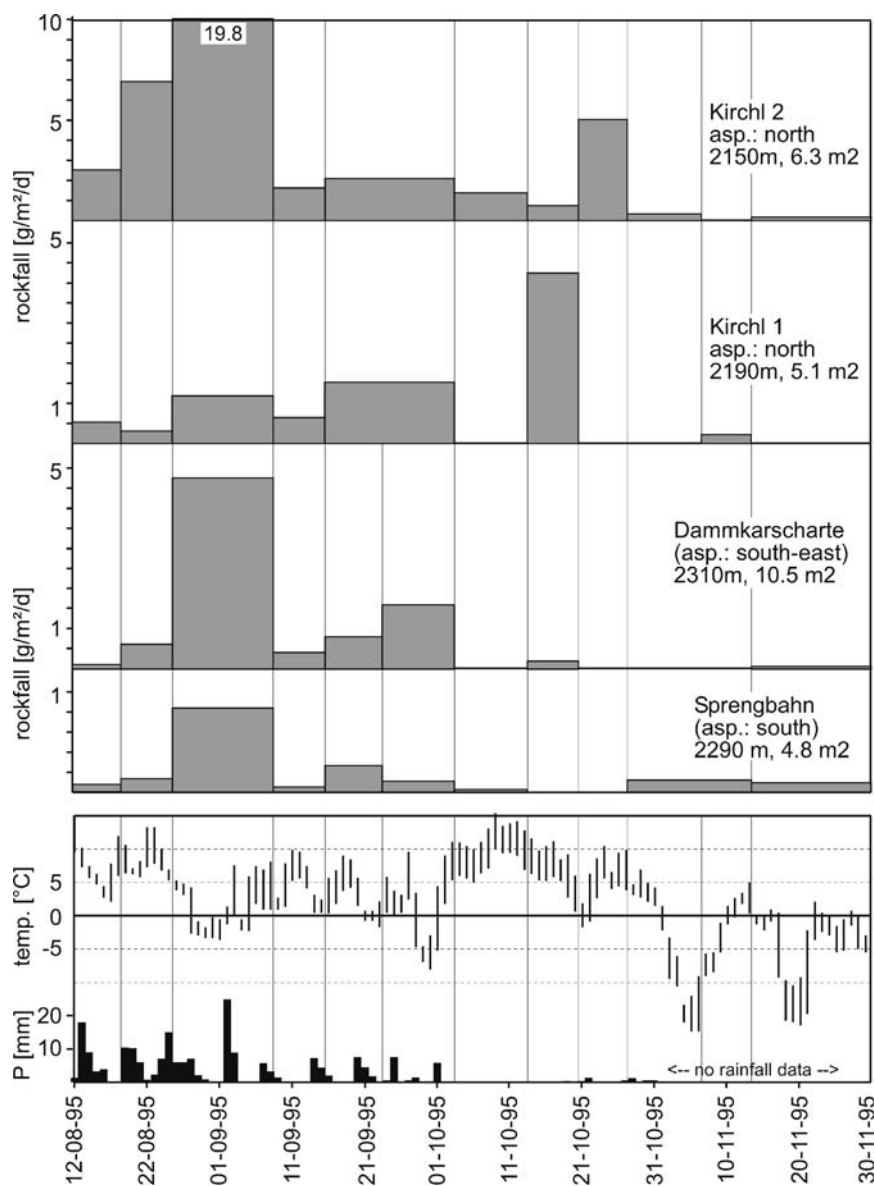 10
19.8
5
Kirchl 2
asp.: north
2150m, 6.3 m2
rockfall [g/m²/d]
5
1
Kirchl 1
asp.: north
2190m, 5.1 m2
5
1
Dammkarscharte
(asp.: south-east)
2310m, 10.5 m2
rockfall [g/m²/d]
1
Sprengbahn
(asp.: south)
2290 m, 4.8 m2
temp. [°C]
5
0
-5
P [mm]
20
10
<-- no rainfall data -->
12-08-95
22-08-95
01-09-95
11-09-95
21-09-95
01-10-95
11-10-95
21-10-95
31-10-95
10-11-95
20-11-95
30-11-95